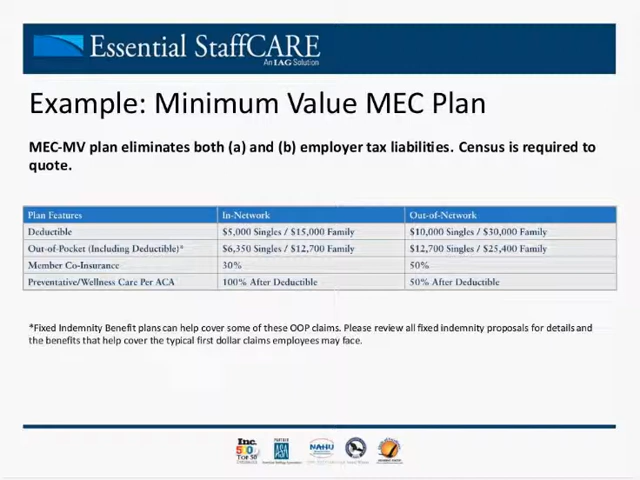 Essential StaffCARE
An IAG Solution
Example: Minimum Value MEC Plan
MEC-MV plan eliminates both (a) and (b) employer tax liabilities. Census is required to
quote.
Plan Features In-Network Out-of-Network
Deductible $5,000 Singles / $15,000 Family $10,000 Singles / $30,000 Family
Out-of-Pocket (Including Deductible)* $6,350 Singles / $12,700 Family $12,700 Singles / $25,400 Family
Member Co-Insurance 30% 50%
Preventative/Wellness Care Per ACA 100% After Deductible 50% After Deductible
*Fixed Indemnity Benefit plans can help cover some of these OOP claims. Please review all fixed indemnity proposals for details and
the benefits that help cover the typical first dollar claims employees may face.
Inc. PARTNER NAHU
ASA
TOP 50